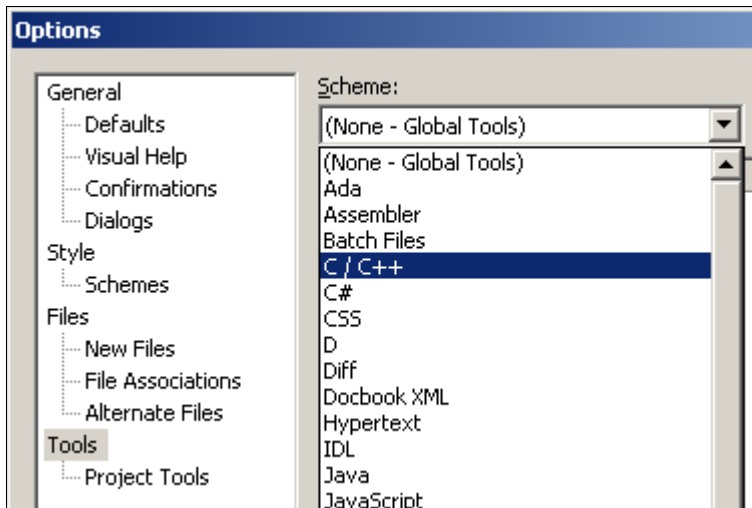 Options
General
Defaults
Visual Help
Confirmations
Dialogs
Style
Schemes
Files
New Files
File Associations
Alternate Files
Tools
Project Tools
Scheme:
(None - Global Tools)
(None - Global Tools)
Ada
Assembler
Batch Files
C / C++
C#
CSS
D
Diff
Docbook XML
Hypertext
IDL
Java
JavaScript